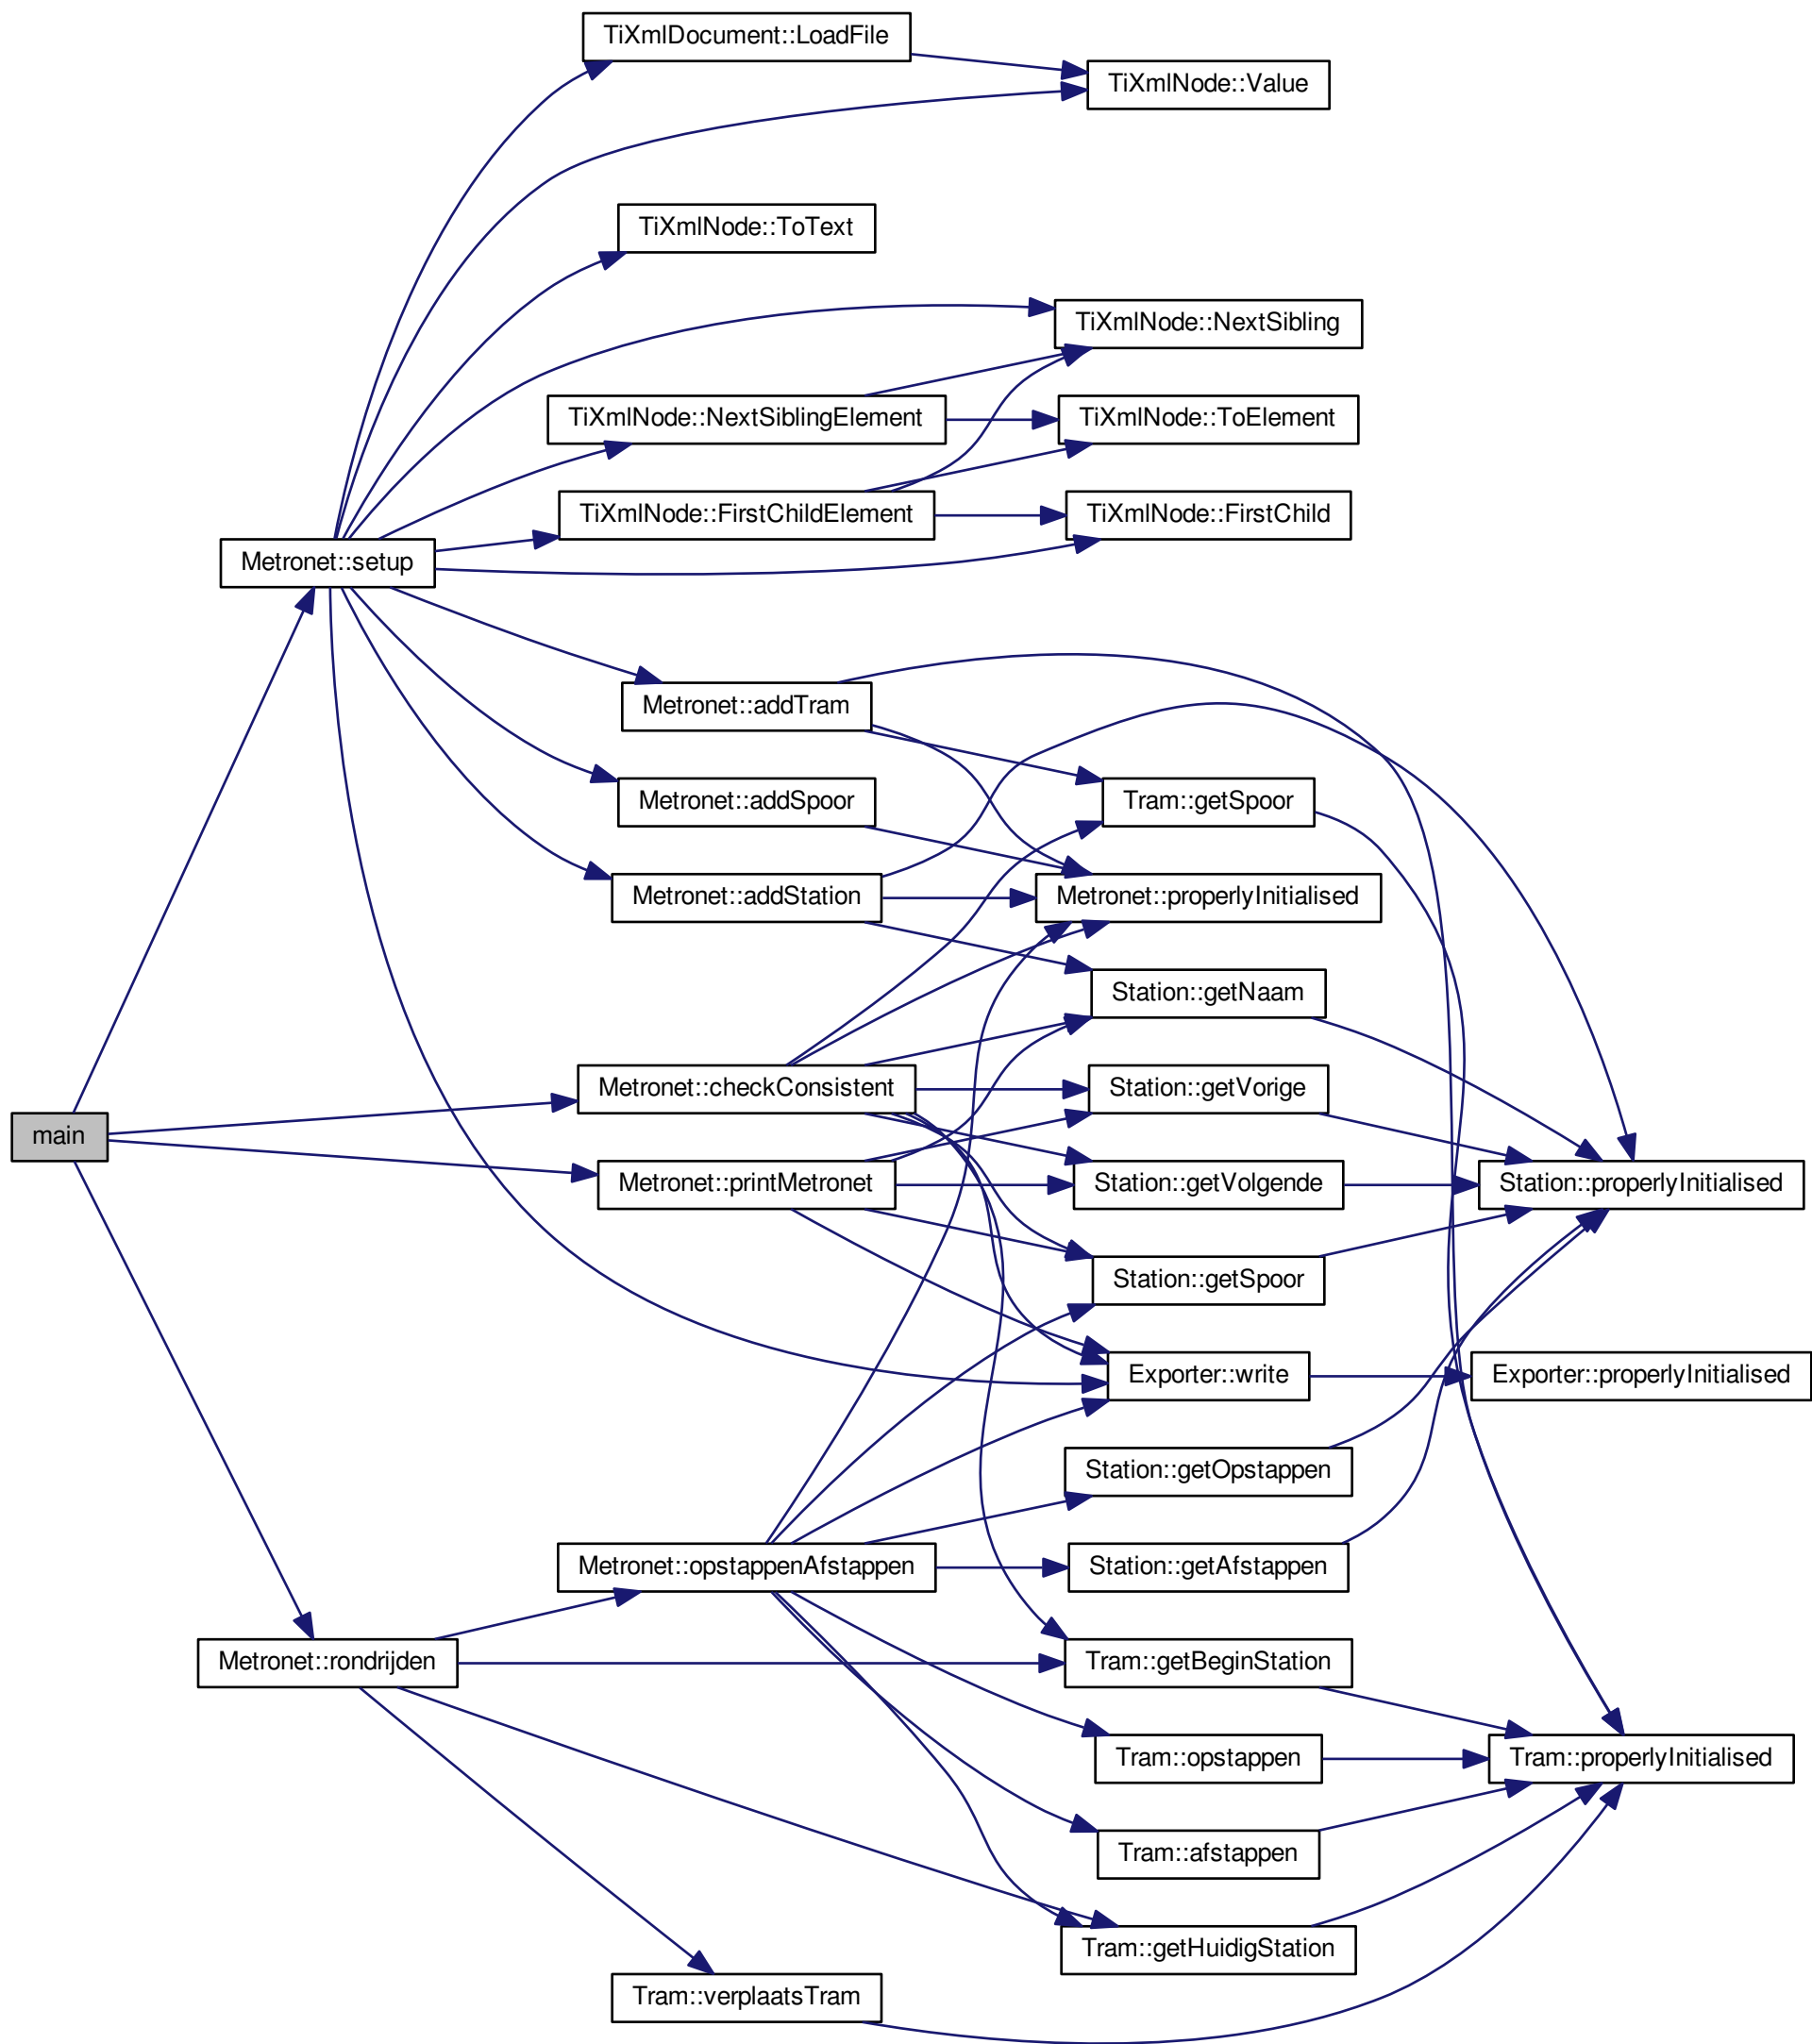 TiXmlDocument::LoadFile
TiXmlNode::Value
TiXmlNode::ToText
TiXmlNode::NextSibling
TiXmlNode::NextSiblingElement
TiXmlNode::ToElement
TiXmlNode::FirstChildElement
TiXmlNode::FirstChild
Metronet::setup
Metronet::addTram
Metronet::addSpoor
Tram::getSpoor
Metronet::addStation
Metronet::properlyInitialised
Station::getNaam
Metronet::checkConsistent
Station::getVorige
main
Metronet::printMetronet
Station::getVolgende
Station::properlyInitialised
Station::getSpoor
Exporter::write
Exporter::properlyInitialised
Station::getOpstappen
Metronet::opstappenAfstappen
Station::getAfstappen
Metronet::rondrijden
Tram::getBeginStation
Tram::opstappen
Tram::properlyInitialised
Tram::afstappen
Tram::getHuidigStation
Tram::verplaatsTram